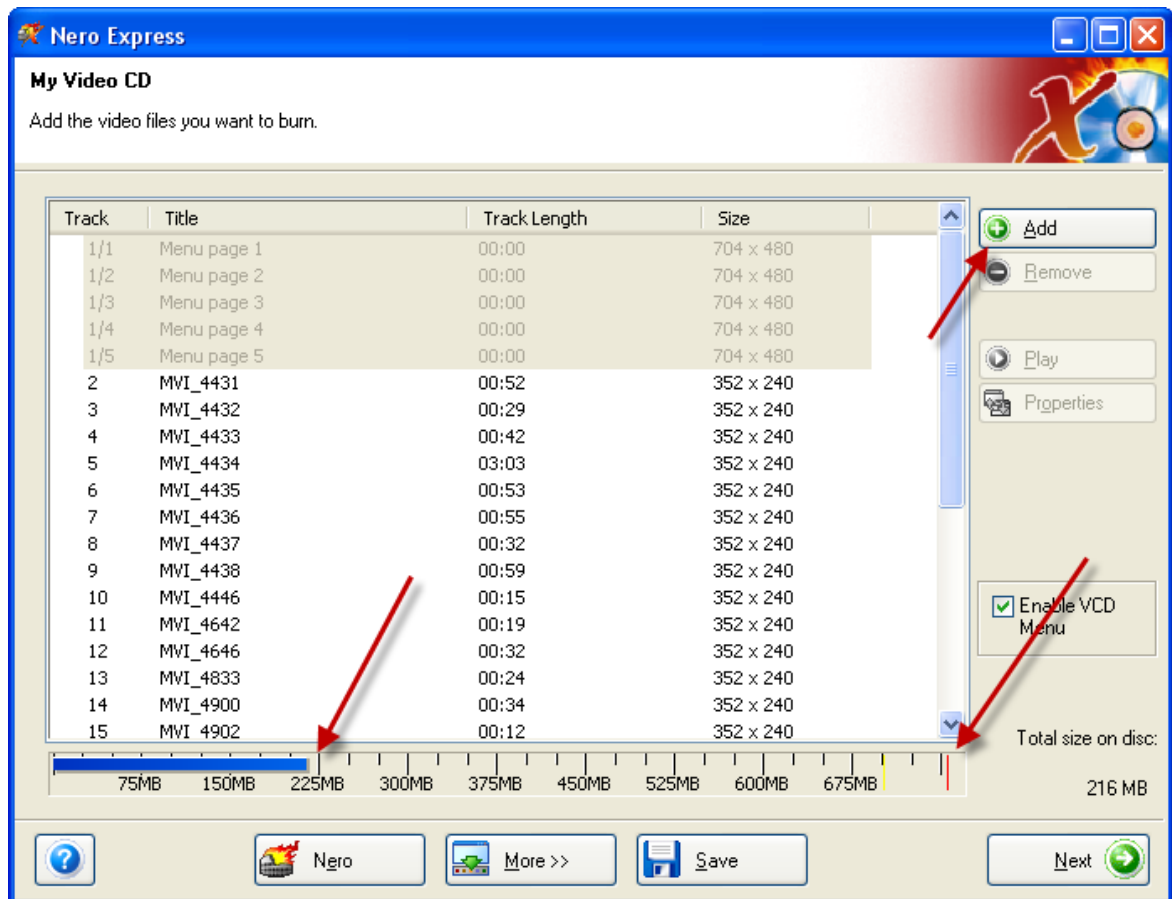 Nero Express
My Video CD
Add the video files you want to burn.
Track Title Track Length Size
1/1 Menu page 1 00:00 704 x 480
1/2 Menu page 2 00:00 704 x 480
1/3 Menu page 3 00:00 704 x 480
1/4 Menu page 4 00:00 704 x 480
1/5 Menu page 5 00:00 704 x 480
2 MVI_4431 00:52 352 x 240
3 MVI_4432 00:29 352 x 240
4 MVI_4433 00:42 352 x 240
5 MVI_4434 03:03 352 x 240
6 MVI_4435 00:53 352 x 240
7 MVI_4436 00:55 352 x 240
8 MVI_4437 00:32 352 x 240
9 MVI_4438 00:59 352 x 240
10 MVI_4446 00:15 352 x 240
11 MVI_4642 00:19 352 x 240
12 MVI_4646 00:32 352 x 240
13 MVI_4833 00:24 352 x 240
14 MVI_4900 00:34 352 x 240
15 MVI_4902 00:12 352 x 240
Add
Remove
Play
Properties
Enable VCD
Menu
Total size on disc:
216 MB
75MB 150MB 225MB 300MB 375MB 450MB 525MB 600MB 675MB
Nero More >> Save Next